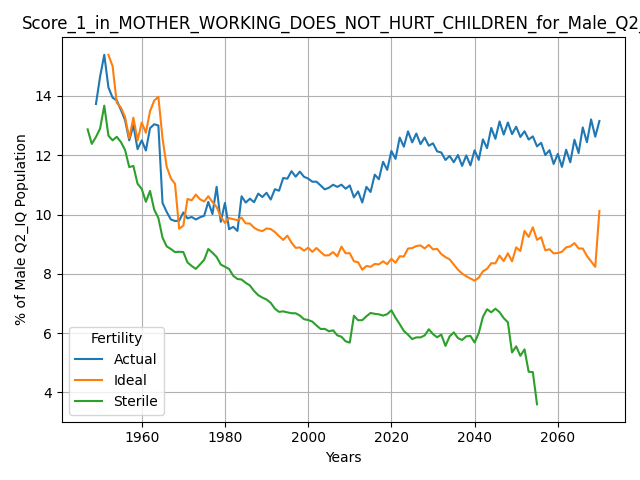 Score_1_in_MOTHER_WORKING_DOES_NOT_HURT_CHILDREN_for_Male_Q2_
% of Male Q2_IQ Population
14
12
10
8
6
4
Fertility
Actual
Ideal
Sterile
1960 1980 2000 2020 2040 2060
Years